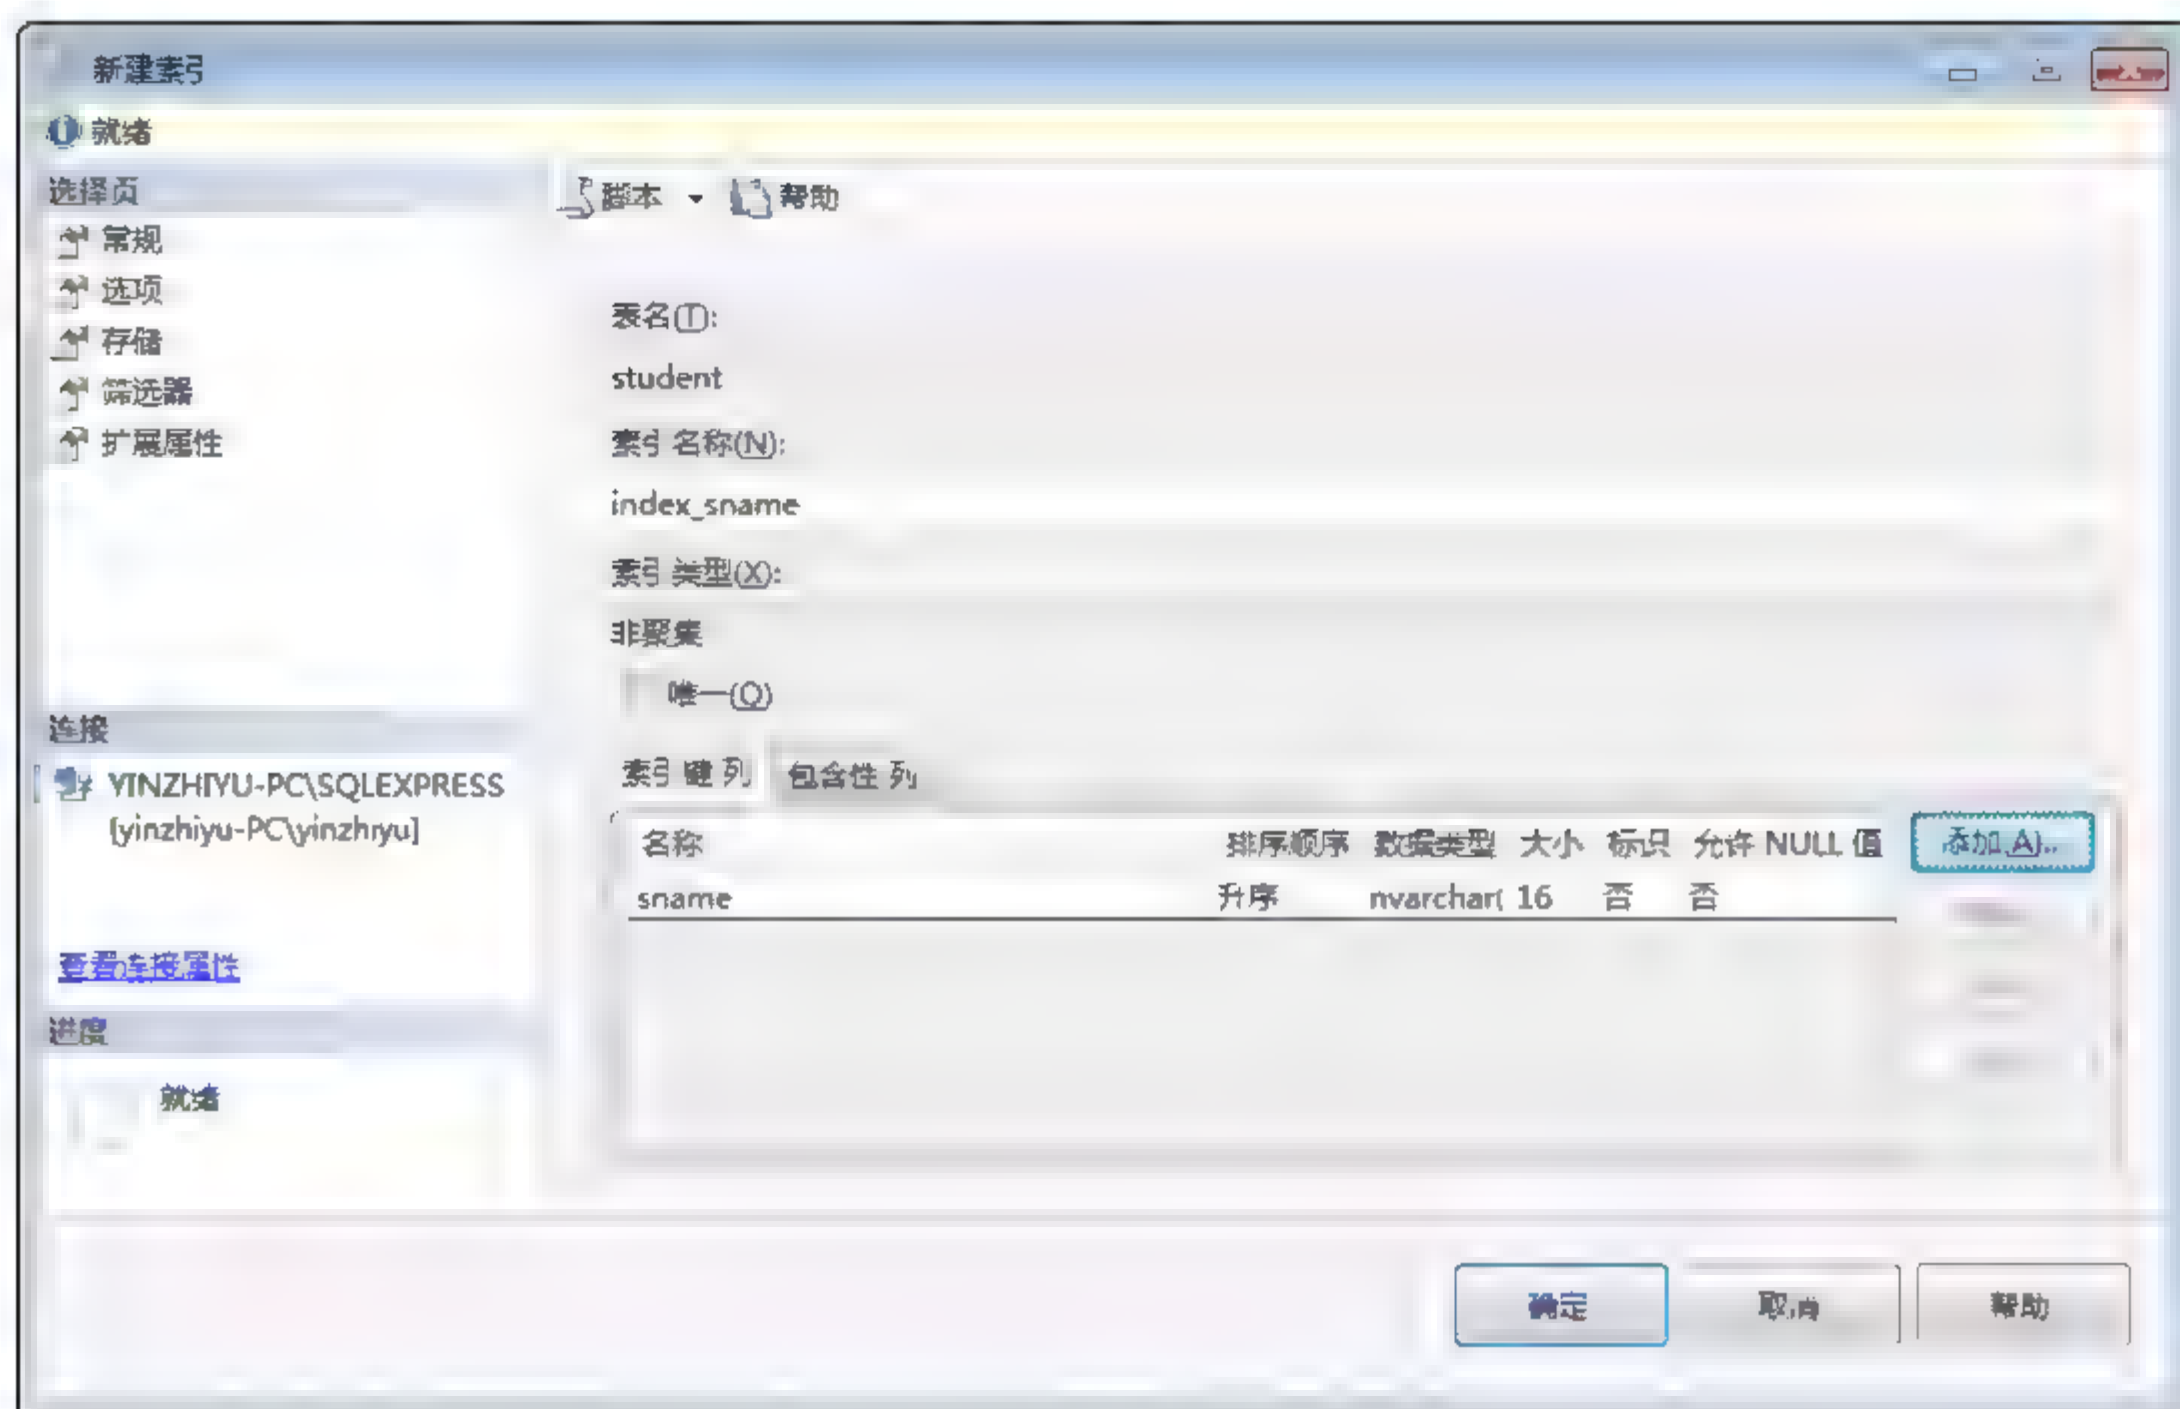 新建索引
就绪
选择页
常规
选项
存储
筛选器
扩展属性
脚本 帮助
表名(T):
student
索引名称(N):
index_sname
索引类型(X):
非聚集
唯一(Q)
索引键列 包含性列
名称 排序顺序 数据类型 大小 标识 允许 NULL 值
sname 升序 nvarchar( 16 否 否
添加(A)...
连接
YINZHIYU-PC\SQLEXPRESS
[yinzhiyu-PC\yinzhiyu]
查看连接属性
进度
就绪
确定 取消 帮助